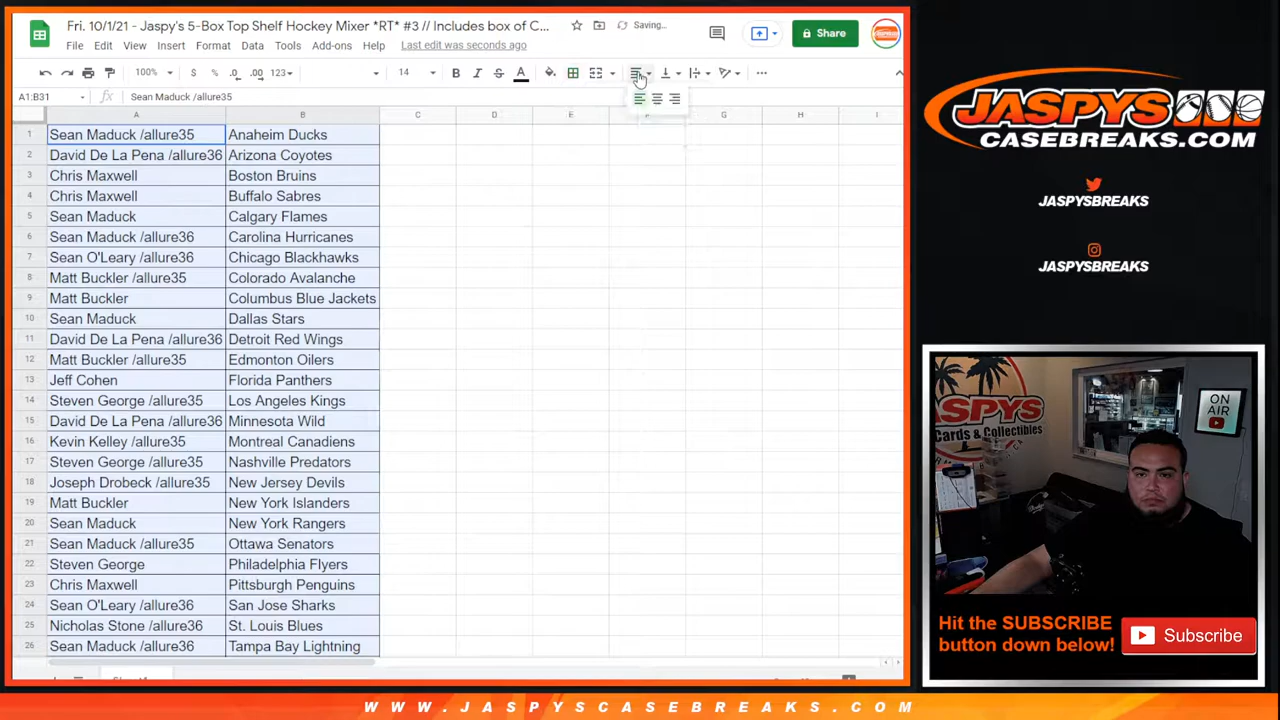 Fri. 10/1/21 - Jaspy's 5-Box Top Shelf Hockey Mixer *RT* #3 // Includes box of C...
Saving...
Share
File Edit View Insert Format Data Tools Add-ons Help Last edit was seconds ago
100% $ % .0 .00 123 14 B I S A
A1:B31 fx Sean Maduck /allure35
A B C D E F G H I
1 Sean Maduck /allure35 Anaheim Ducks
2 David De La Pena /allure36 Arizona Coyotes
3 Chris Maxwell Boston Bruins
4 Chris Maxwell Buffalo Sabres
5 Sean Maduck Calgary Flames
6 Sean Maduck /allure36 Carolina Hurricanes
7 Sean O'Leary /allure36 Chicago Blackhawks
8 Matt Buckler /allure35 Colorado Avalanche
9 Matt Buckler Columbus Blue Jackets
10 Sean Maduck Dallas Stars
11 David De La Pena /allure36 Detroit Red Wings
12 Matt Buckler /allure35 Edmonton Oilers
13 Jeff Cohen Florida Panthers
14 Steven George /allure35 Los Angeles Kings
15 David De La Pena /allure36 Minnesota Wild
16 Kevin Kelley /allure35 Montreal Canadiens
17 Steven George /allure35 Nashville Predators
18 Joseph Drobeck /allure35 New Jersey Devils
19 Matt Buckler New York Islanders
20 Sean Maduck New York Rangers
21 Sean Maduck /allure35 Ottawa Senators
22 Steven George Philadelphia Flyers
23 Chris Maxwell Pittsburgh Penguins
24 Sean O'Leary /allure36 San Jose Sharks
25 Nicholas Stone /allure36 St. Louis Blues
26 Sean Maduck /allure36 Tampa Bay Lightning
JASPYS
CASEBREAKS.COM
JASPYSBREAKS
JASPYSBREAKS
JASPYS
Cards & Collectibles
ON
AIR
Hit the SUBSCRIBE
button down below!
Subscribe
WWW.JASPYSCASEBREAKS.COM